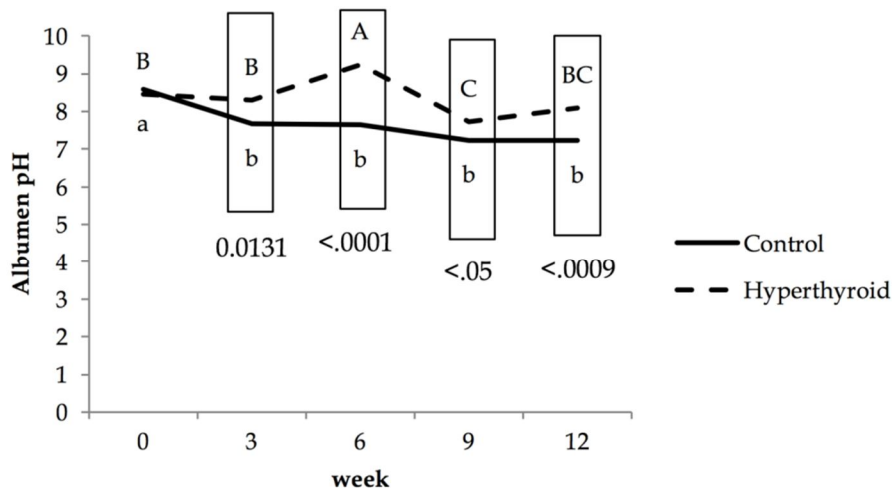 10
9
8
7
6
5
4
3
2
1
0
Albumen pH
B
a
B
b
0.0131
A
b
<.0001
C
b
<.05
BC
b
<.0009
0 3 6 9 12
week
Control
Hyperthyroid